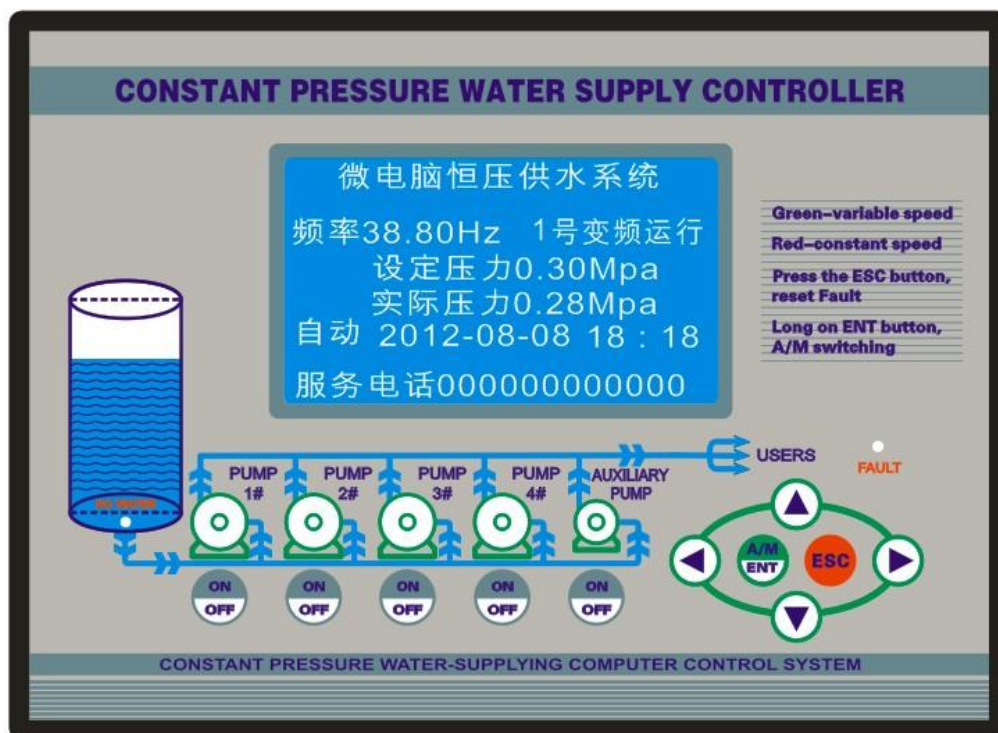 CONSTANT PRESSURE WATER SUPPLY CONTROLLER
微电脑恒压供水系统
频率38.80Hz 1号变频运行
设定压力0.30Mpa
实际压力0.28Mpa
自动 2012-08-08 18：18
服务电话000000000000
Green-variable speed
Red-constant speed
Press the ESC button,
reset Fault
Long on ENT button,
A/M switching
NO WATER
PUMP
1#
PUMP
2#
PUMP
3#
PUMP
4#
AUXILIARY
PUMP
USERS
FAULT
ON
OFF
ON
OFF
ON
OFF
ON
OFF
ON
OFF
A/M
ENT
ESC
CONSTANT PRESSURE WATER-SUPPLYING COMPUTER CONTROL SYSTEM